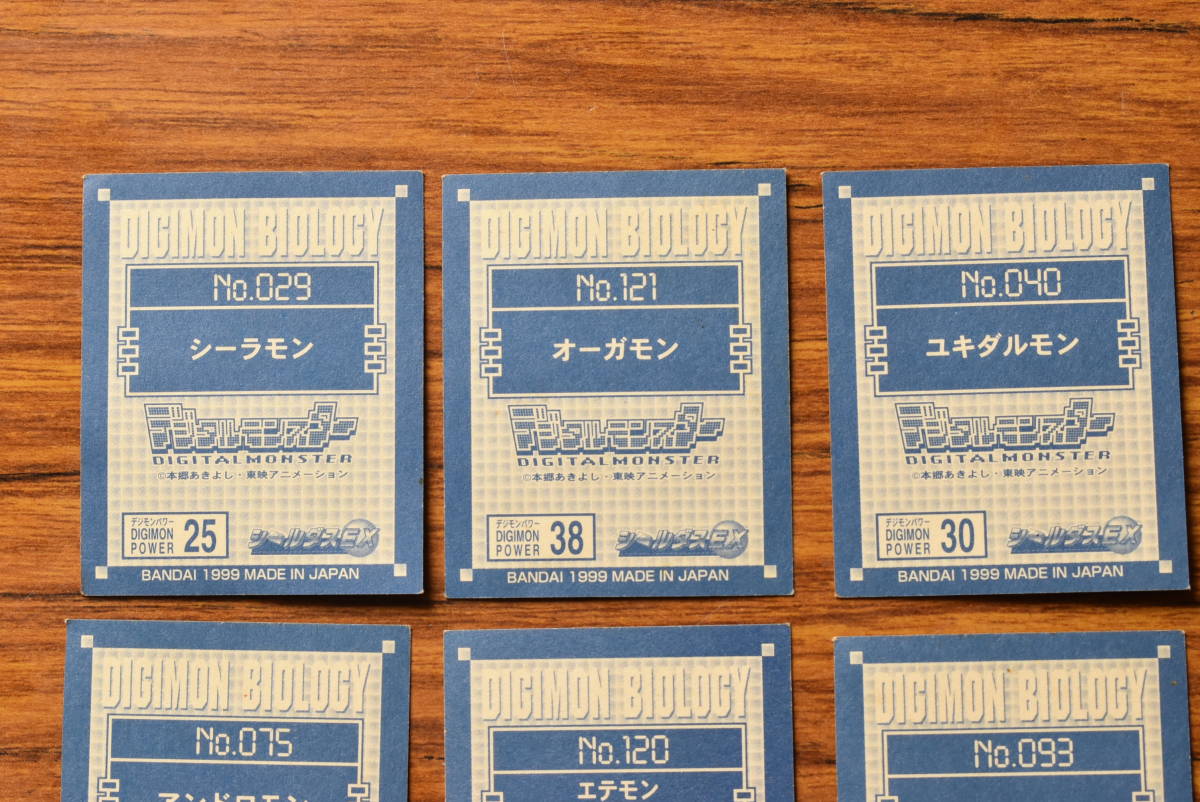 DIGIMON BIOLOGY
No.029
シーラモン
デジタルモンスター
DIGITALMONSTER
©本郷あきよし・東映アニメーション
デジモンパワー
DIGIMON
POWER 25
シールダスEX
BANDAI 1999 MADE IN JAPAN
DIGIMON BIOLOGY
No.121
オーガモン
デジタルモンスター
DIGITALMONSTER
©本郷あきよし・東映アニメーション
デジモンパワー
DIGIMON
POWER 38
シールダスEX
BANDAI 1999 MADE IN JAPAN
DIGIMON BIOLOGY
No.040
ユキダルモン
デジタルモンスター
DIGITALMONSTER
©本郷あきよし・東映アニメーション
デジモンパワー
DIGIMON
POWER 30
シールダスEX
BANDAI 1999 MADE IN JAPAN
DIGIMON BIOLOGY
No.075
アンドロモン
DIGIMON BIOLOGY
No.120
エテモン
DIGIMON BIOLOGY
No.093